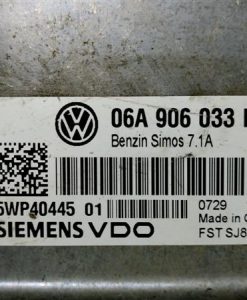 06A 906 033
Benzin Simos 7.1A
5WP40445 01
0729
Made in
SIEMENS VDO
FST SJ8